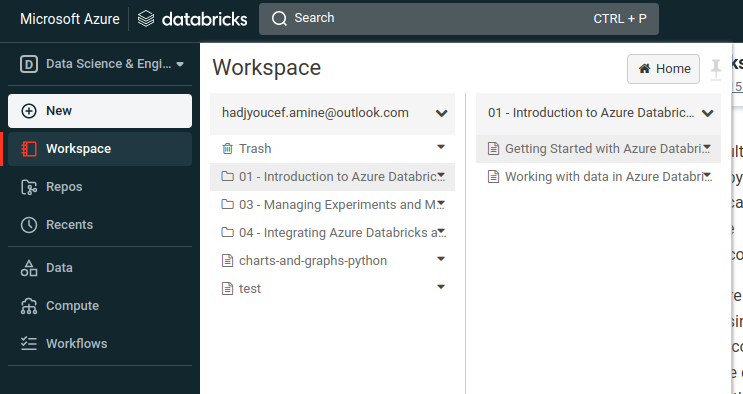 Microsoft Azure databricks Search CTRL + P
D Data Science & Engi...
New
Workspace
Repos
Recents
Data
Compute
Workflows
Workspace Home
hadjyoucef.amine@outlook.com
Trash
01 - Introduction to Azure Databric...
03 - Managing Experiments and M...
04 - Integrating Azure Databricks a...
charts-and-graphs-python
test
01 - Introduction to Azure Databric...
Getting Started with Azure Databri...
Working with data in Azure Databri...